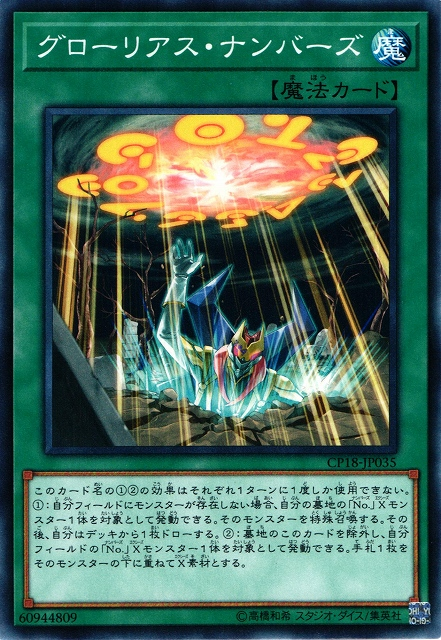 グローリアス・ナンバーズ 魔
【魔法カード】
CP18-JP035
このカード名の①②の効果はそれぞれ1ターンに1度しか使用できない。
①:自分フィールドにモンスターが存在しない場合、自分の墓地の「No.」Xモ
ンスター1体を対象として発動できる。そのモンスターを特殊召喚する。その
後、自分はデッキから1枚ドローする。②:墓地のこのカードを除外し、自分
フィールドの「No.」Xモンスター1体を対象として発動できる。手札1枚を
そのモンスターの下に重ねてX素材とする。
60944809 ©高橋和希 スタジオ・ダイス/集英社